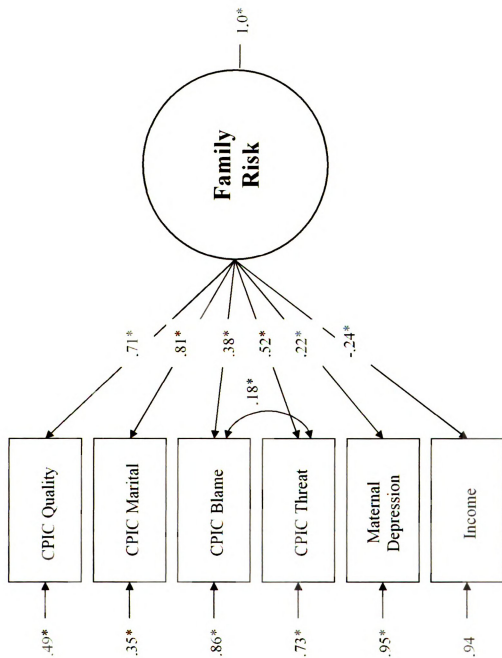 Family
Risk
1.0*
.71*
.81*
.38*
.52*
.22*
-.24*
.18*
CPIC Quality
CPIC Marital
CPIC Blame
CPIC Threat
Maternal
Depression
Income
.49*
.35*
.86*
.73*
.95*
.94